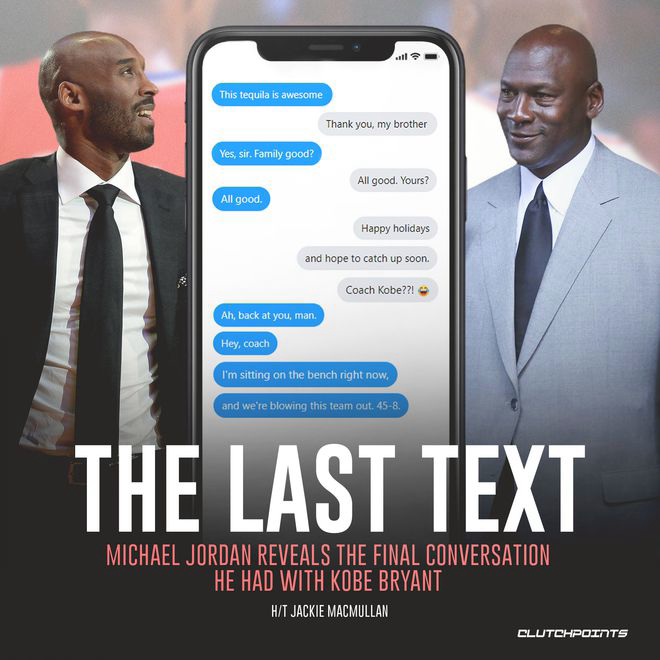 This tequila is awesome
Thank you, my brother
Yes, sir. Family good?
All good. Yours?
All good.
Happy holidays
and hope to catch up soon.
Coach Kobe??! 😂
Ah, back at you, man.
Hey, coach
I'm sitting on the bench right now,
and we're blowing this team out. 45-8.
THE LAST TEXT
MICHAEL JORDAN REVEALS THE FINAL CONVERSATION
HE HAD WITH KOBE BRYANT
H/T JACKIE MACMULLAN
CLUTCHPOINTS